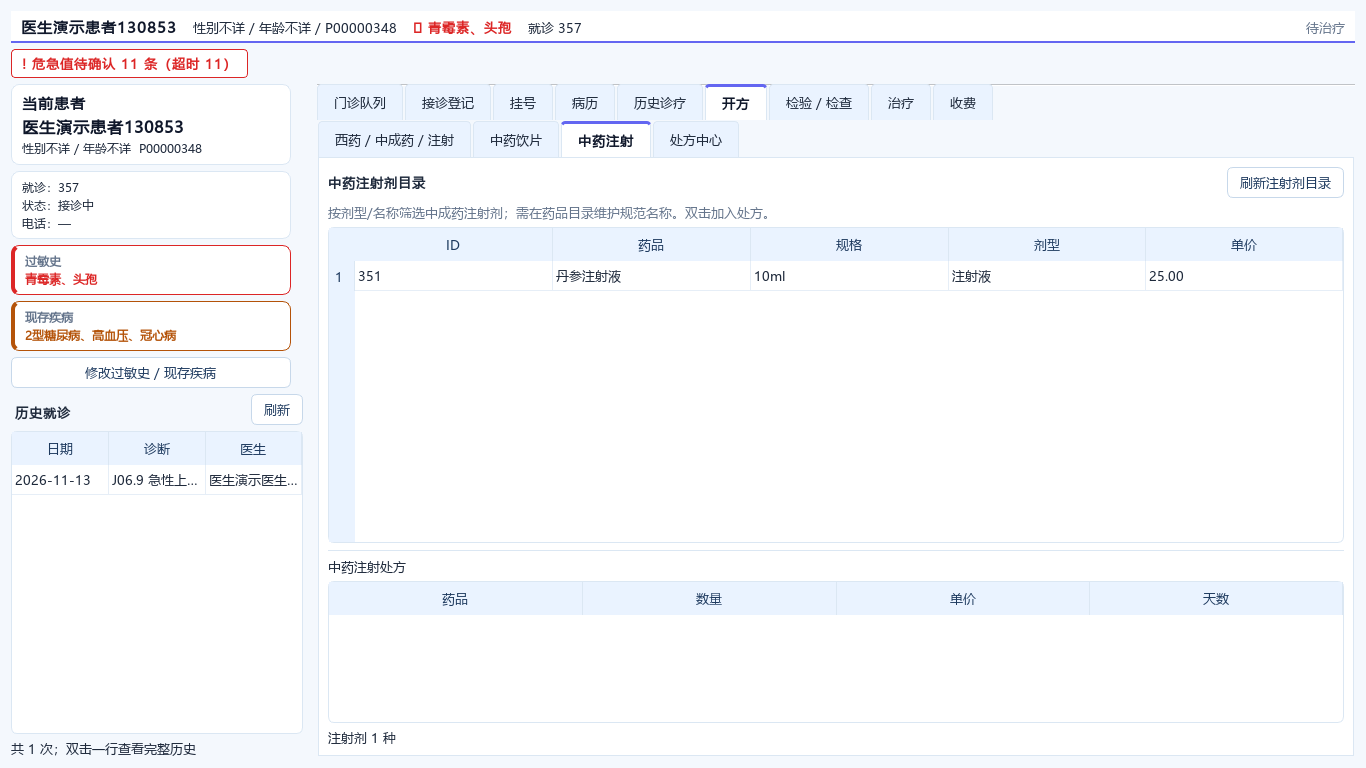 医生演示患者130853 性别不详 / 年龄不详 / P00000348 青霉素、头孢 就诊 357 待治疗
! 危急值待确认 11 条（超时 11）
当前患者
医生演示患者130853
性别不详 / 年龄不详 P00000348
就诊： 357
状态： 接诊中
电话： —
过敏史
青霉素、头孢
现存疾病
2型糖尿病、高血压、冠心病
修改过敏史 / 现存疾病
历史就诊 刷新
日期 诊断 医生
2026-11-13 J06.9 急性上... 医生演示医生...
共 1 次；双击一行查看完整历史
门诊队列 接诊登记 挂号 病历 历史诊疗 开方 检验 / 检查 治疗 收费
西药 / 中成药 / 注射 中药饮片 中药注射 处方中心
中药注射剂目录 刷新注射剂目录
按剂型/名称筛选中成药注射剂；需在药品目录维护规范名称。双击加入处方。
ID 药品 规格 剂型 单价
1 351 丹参注射液 10ml 注射液 25.00
中药注射处方
药品 数量 单价 天数
注射剂 1 种